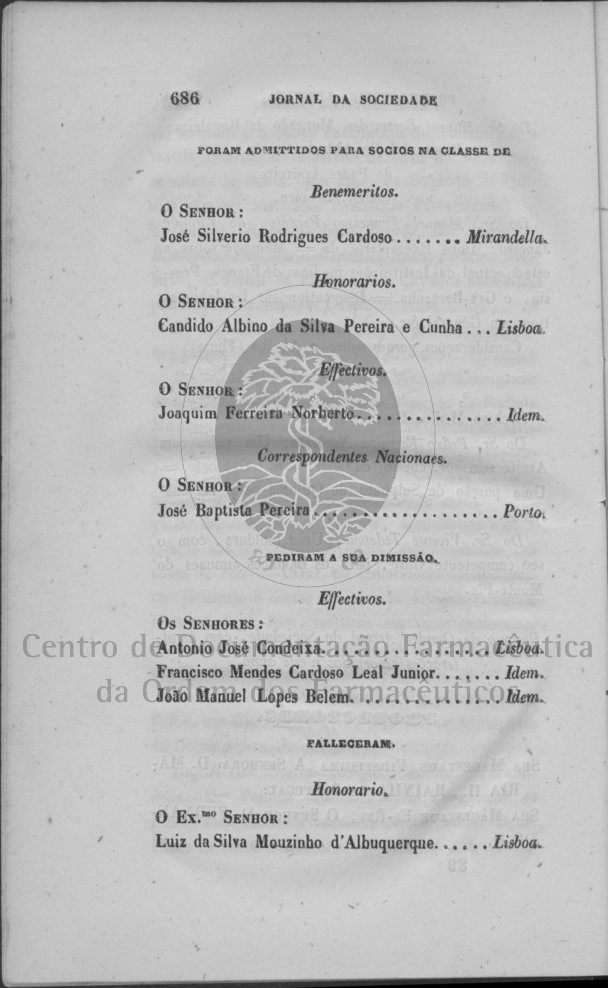 686 JORNAL DA SOCIEDADE
FORAM ADMITTIDOS PARA SOCIOS NA CLASSE DE
Benemeritos.
O SENHOR :
José Silverio Rodrigues Cardoso ....... Mirandella.
Honorarios.
O SENHOR :
Candido Albino da Silva Pereira e Cunha ... Lisboa.
Effectivos.
O SENHOR :
Joaquim Ferreira Norberto ................ Idem.
Correspondentes Nacionaes.
O SENHOR :
José Baptista Pereira ..................... Porto.
PEDIRAM A SUA DIMISSÃO.
Effectivos.
OS SENHORES :
Centro de Documentação Farmacêutica
Antonio José Condeixa. .................. Lisboa.
Francisco Mendes Cardoso Leal Junior. ...... Idem.
da Ordem dos Farmacêuticos
João Manuel Lopes Belem. ............... Idem.
FALLECERAM.
Honorario.
O EX.mo SENHOR :
Luiz da Silva Mouzinho d'Albuquerque. ..... Lisboa.